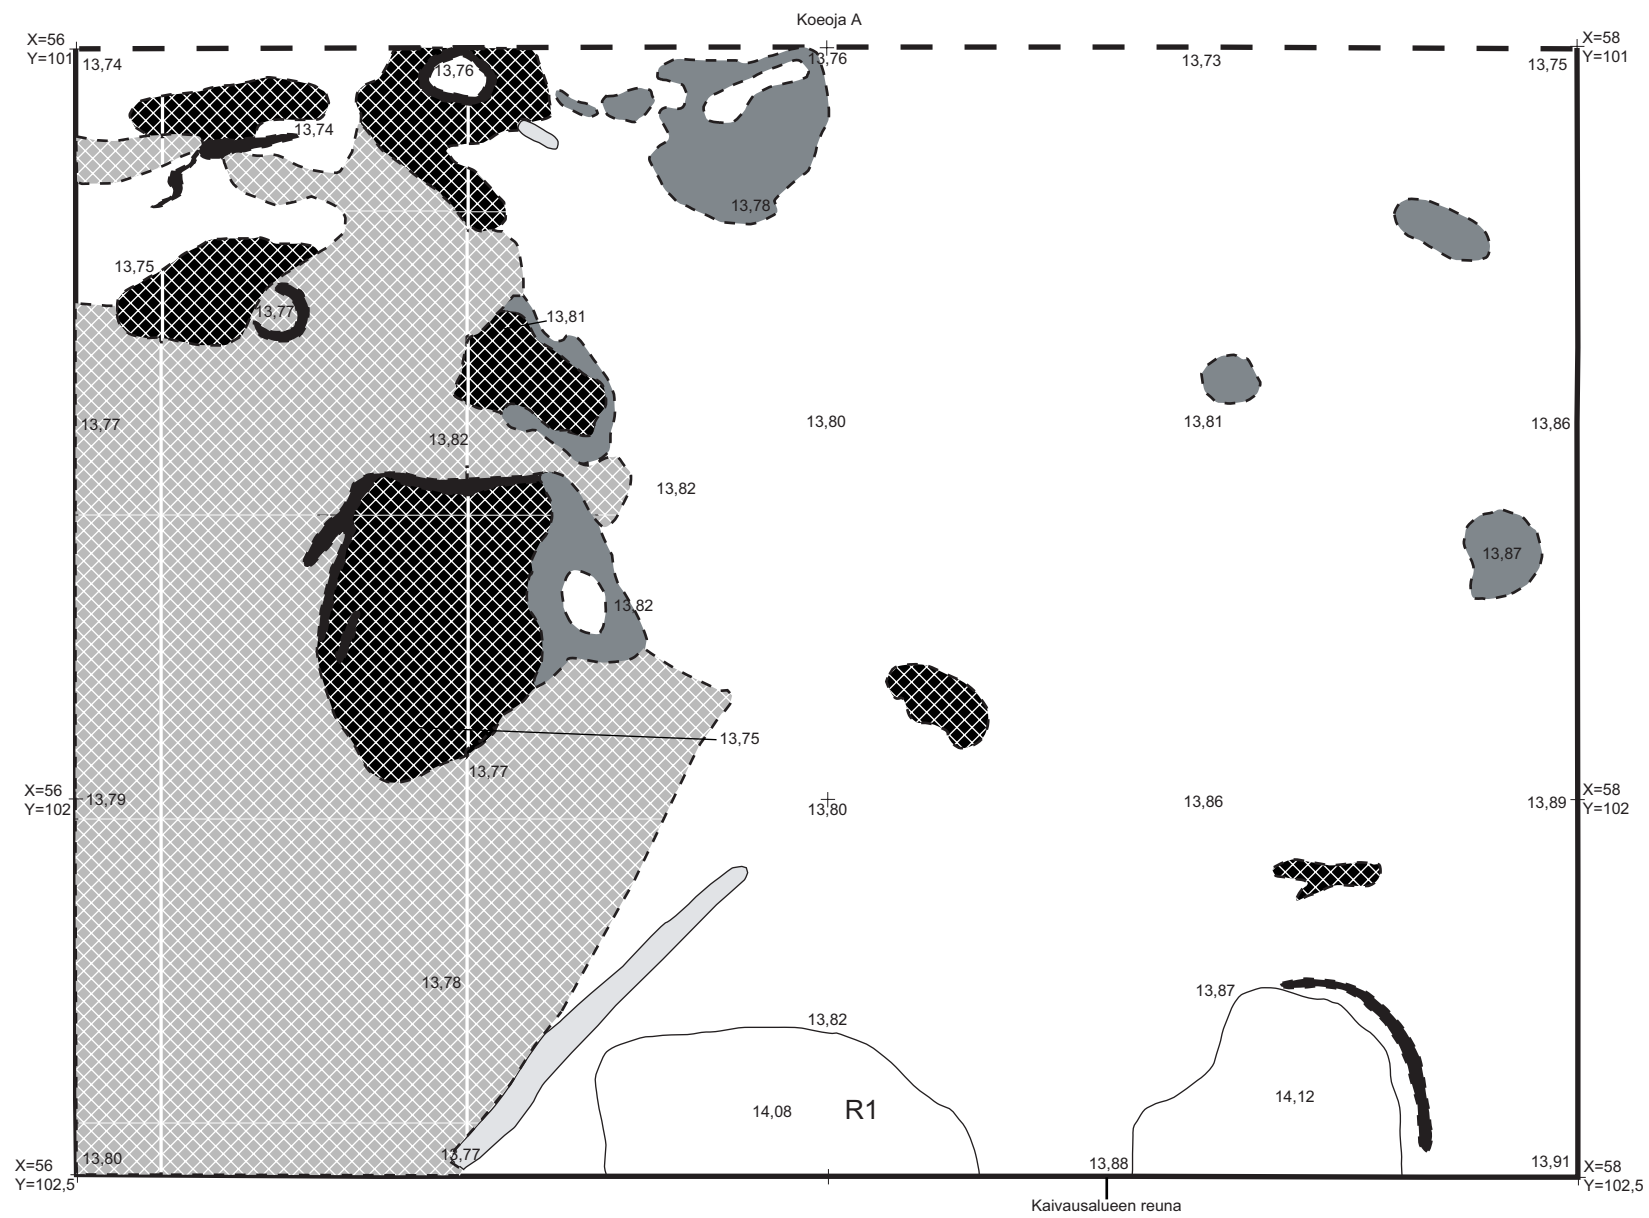 Koeoja A
X=56
Y=101
X=58
Y=101
13,74
13,76
13,76
13,73
13,75
13,74
13,78
13,75
13,77
13,81
13,77
13,82
13,80
13,81
13,86
13,82
13,87
13,82
13,75
13,77
X=56
Y=102
13,79
13,80
13,86
13,89
X=58
Y=102
13,78
13,87
13,82
14,08
R1
14,12
13,80
13,77
13,88
13,91
X=56
Y=102,5
X=58
Y=102,5
Kaivausalueen reuna